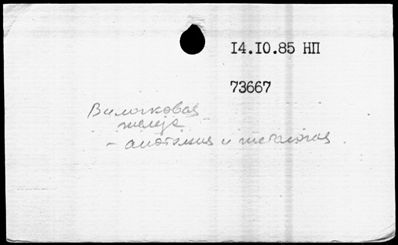 14.10.85 НП
73667
Вилочковая
железа
- анатомия и